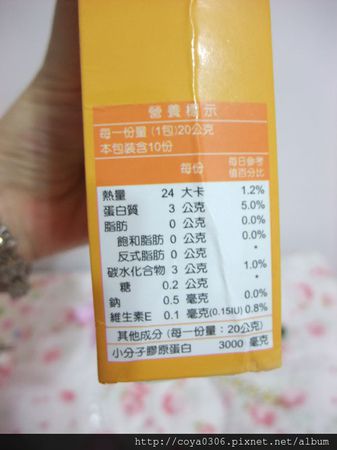 營養標示
每一份量 (1包)20公克
本包裝含10份
每份 每日參考值百分比
熱量 24 大卡 1.2%
蛋白質 3 公克 5.0%
脂肪 0 公克 0.0%
飽和脂肪 0 公克 0.0%
反式脂肪 0 公克 *
碳水化合物 3 公克 1.0%
糖 0.2 公克 *
鈉 0.5 毫克 0.0%
維生素E 0.1 毫克(0.15IU) 0.8%
其他成分 (每一份量：20公克)
小分子膠原蛋白 3000 毫克
http://coya0306.pixnet.net/album